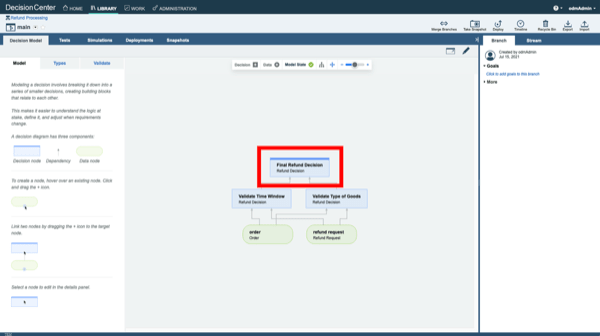 DecisionCenter HOME LIBRARY WORK ADMINISTRATION ? admAdmin
Refund Processing
main
Merge Branches Take Snapshot Deploy Timeline Recycle Bin Export Import
Decision Model Tests Simulations Deployments Snapshots
Branch Stream
Model Types Validate
Decision Data Model State
Created by odmAdmin
Jul 15, 2021
Goals
Click to add goals to the branch
More
Modeling a decision involves breaking it down into a
series of smaller decisions, creating building blocks
that relate to each other.
This makes it easier to understand the logic at
stake, define it, and adjust when requirements
change.
A decision diagram has three components:
Decision node Dependency Data node
To create a node, hover over an existing node. Click
and drag the + icon.
Link two nodes by dragging the + icon to the target
node.
Select a node to edit in the details panel.
Final Refund Decision
Refund Decision
Validate Time Window
Refund Decision
Validate Type of Goods
Refund Decision
order
Order
refund request
Refund Request